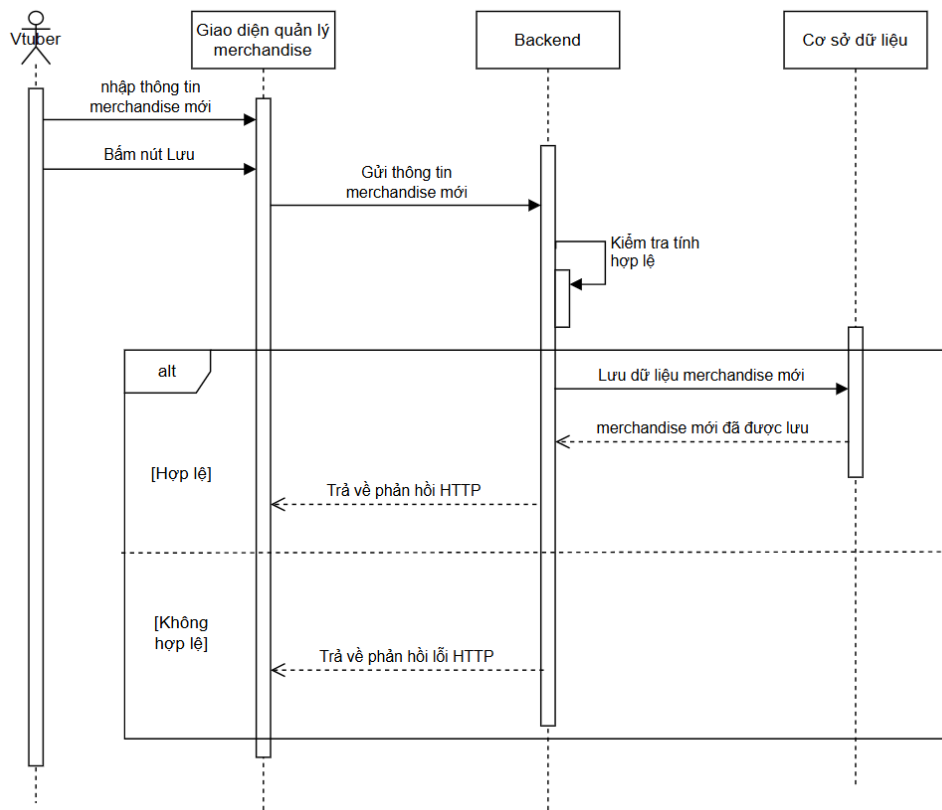 Vtuber
Giao diện quản lý
merchandise
Backend
Cơ sở dữ liệu
nhập thông tin
merchandise mới
Bấm nút Lưu
Gửi thông tin
merchandise mới
Kiểm tra tính
hợp lệ
alt
Lưu dữ liệu merchandise mới
merchandise mới đã được lưu
[Hợp lệ]
Trả về phản hồi HTTP
[Không
hợp lệ]
Trả về phản hồi lỗi HTTP